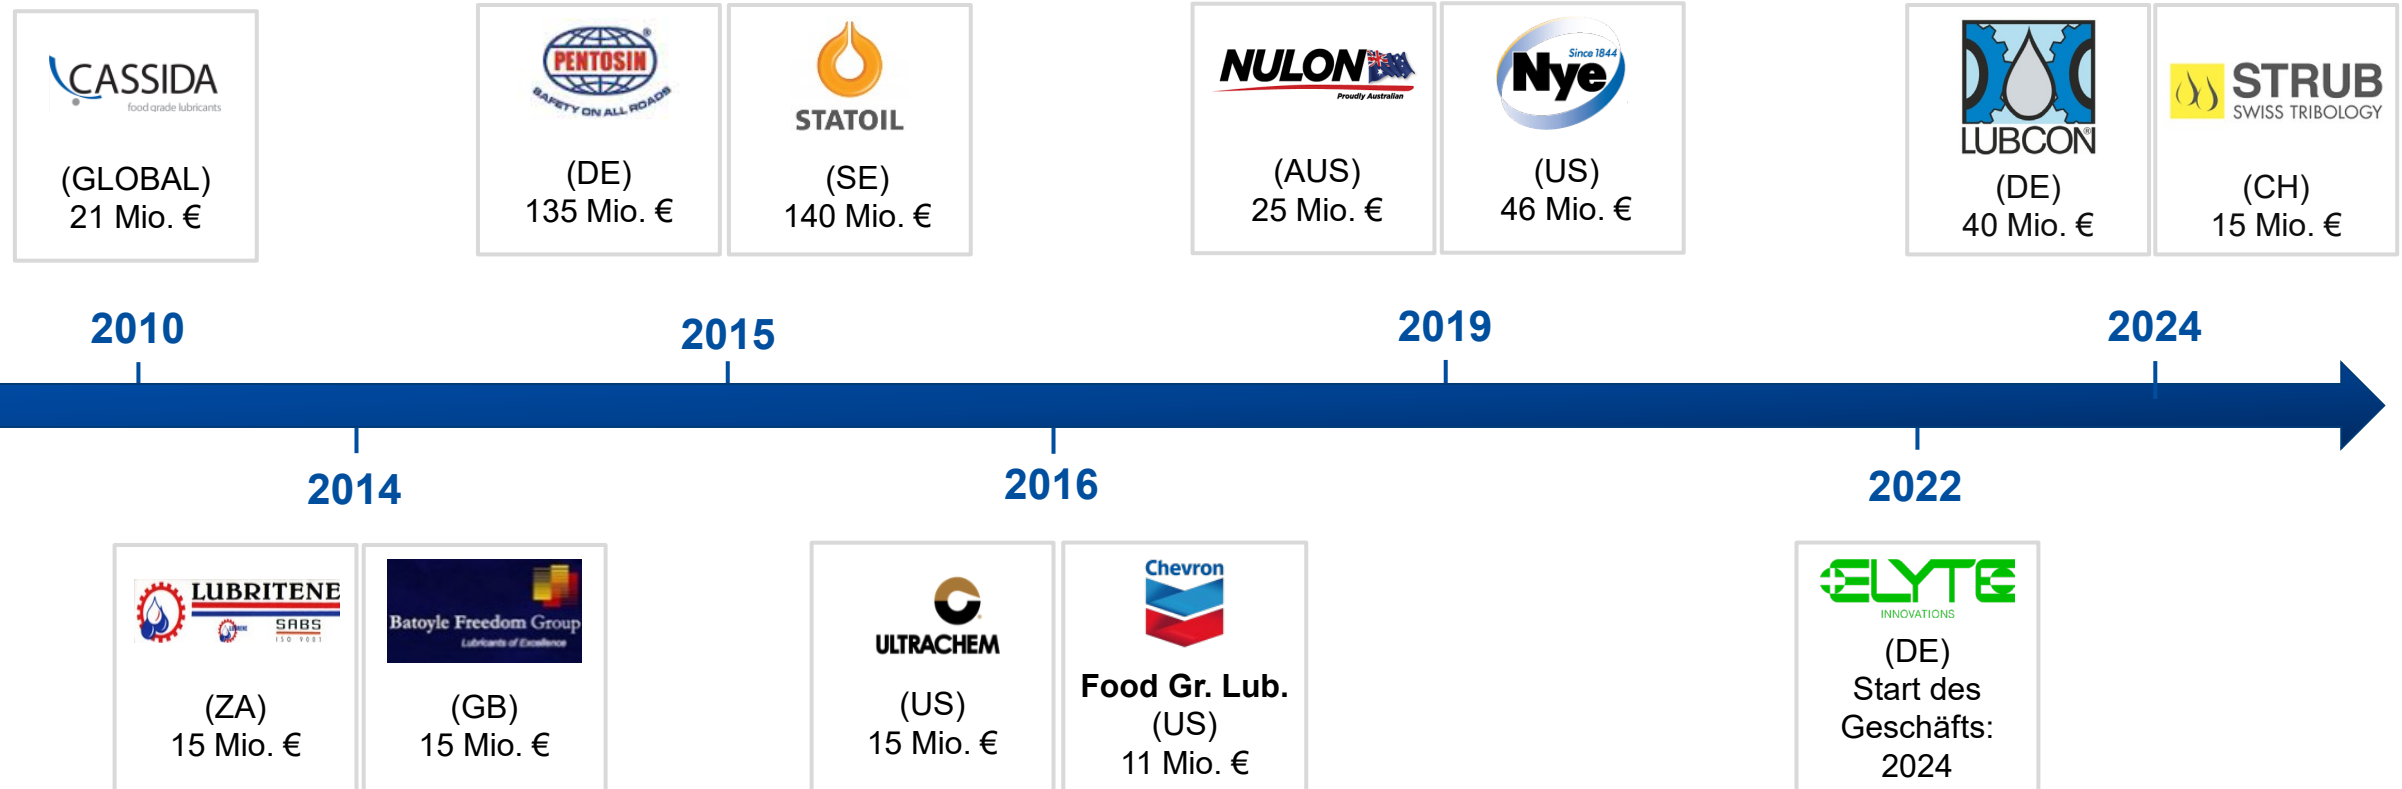 CASSIDA
food grade lubricants
(GLOBAL)
21 Mio. €
PENTOSIN
®
SAFETY ON ALL ROADS
(DE)
135 Mio. €
STATOIL
(SE)
140 Mio. €
NULON
Proudly Australian
(AUS)
25 Mio. €
Since 1844
Nye
(US)
46 Mio. €
LUBCON®
(DE)
40 Mio. €
STRUB
SWISS TRIBOLOGY
(CH)
15 Mio. €
2010
2015
2019
2024
2014
2016
2022
LUBRITENE
SABS
ISO 9001
(ZA)
15 Mio. €
Batoyle Freedom Group
Lubricants of Excellence
(GB)
15 Mio. €
ULTRACHEM
(US)
15 Mio. €
Chevron
Food Gr. Lub.
(US)
11 Mio. €
ELYTE
INNOVATIONS
(DE)
Start des
Geschäfts:
2024